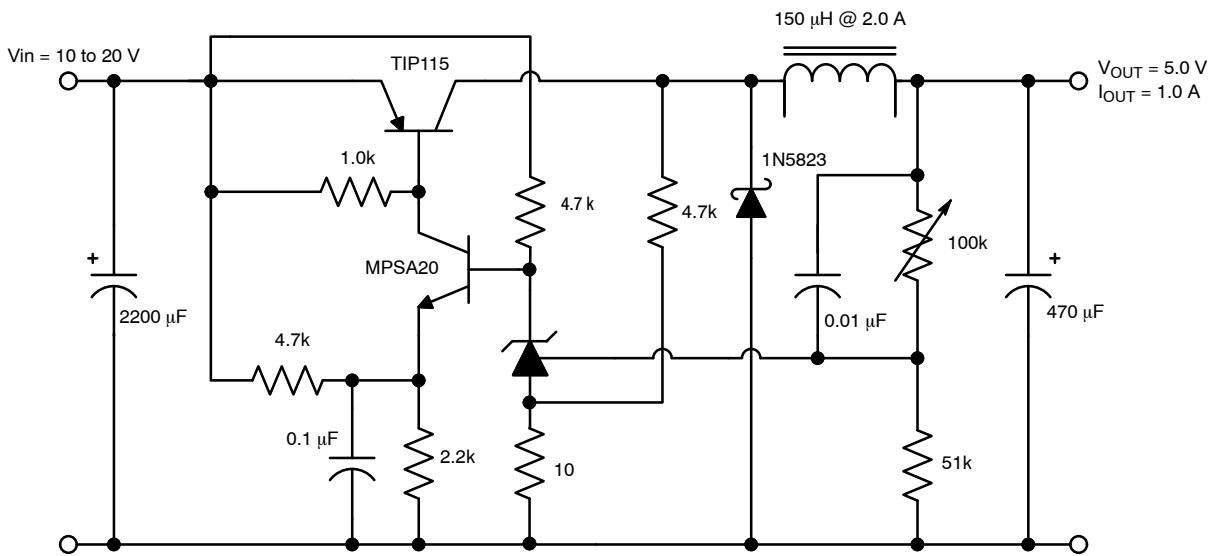 150 μH @ 2.0 A
Vin = 10 to 20 V
TIP115
VOUT = 5.0 V
IOUT = 1.0 A
1.0k
4.7 k
4.7k
1N5823
100k
MPSA20
+
2200 μF
0.01 μF
+
470 μF
4.7k
0.1 μF
2.2k
10
51k